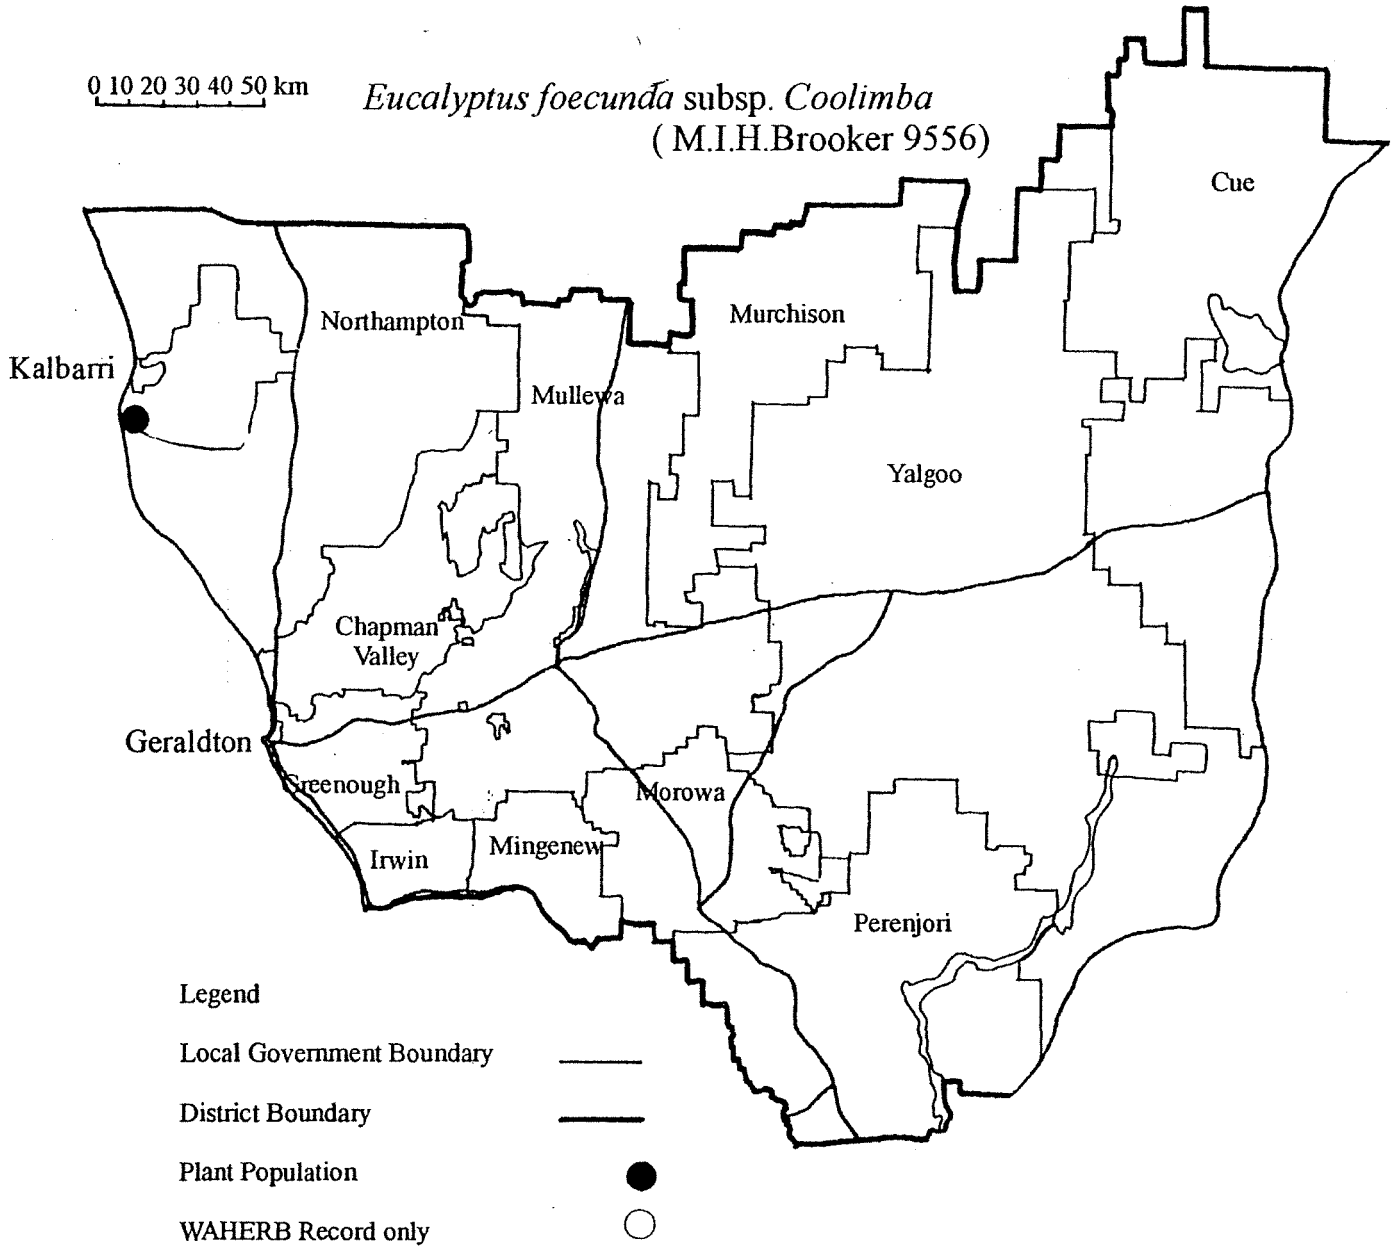 0 10 20 30 40 50 km
Eucalyptus foecunda subsp. Coolimba
( M.I.H.Brooker 9556)
Cue
Northampton
Murchison
Kalbarri
Mullewa
Yalgoo
Chapman
Valley
Geraldton
Greenough
Morowa
Irwin
Mingenew
Perenjori
Legend
Local Government Boundary
District Boundary
Plant Population
WAHERB Record only